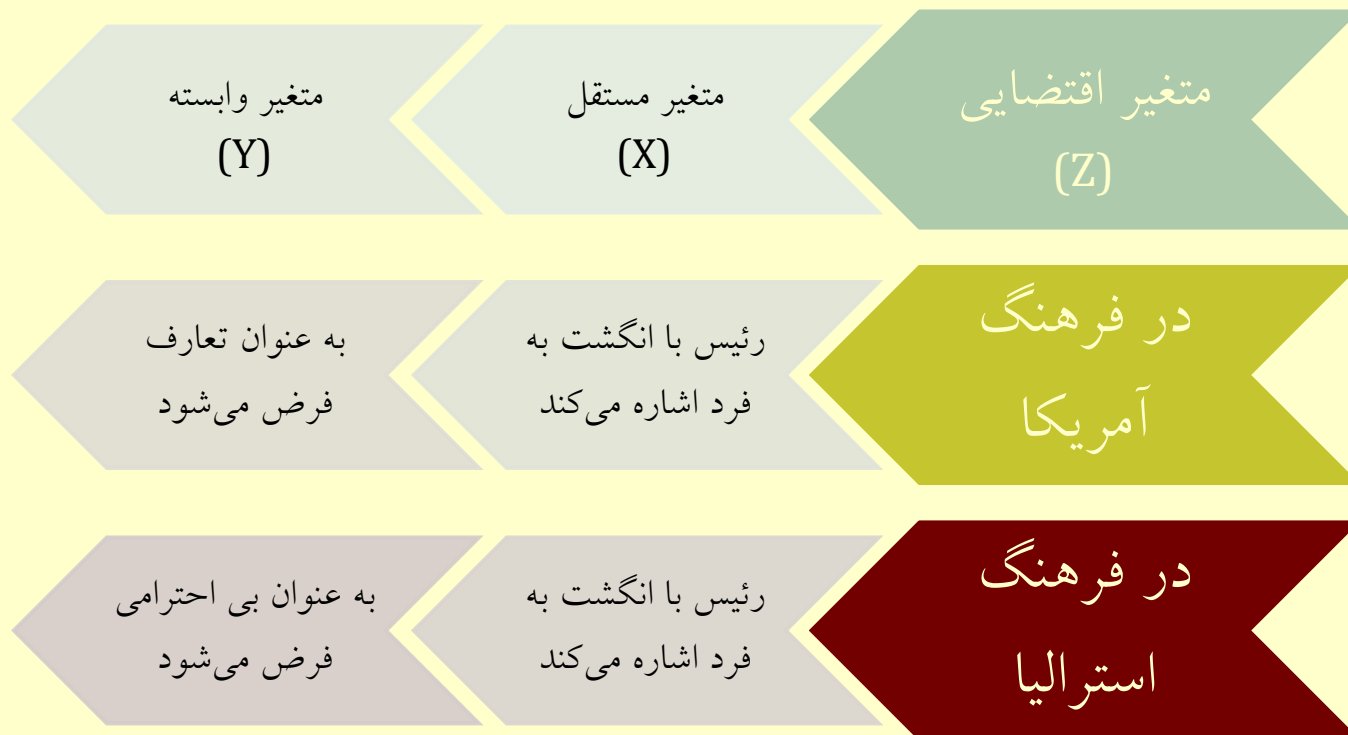 متغیر اقتضایی
(Z)
متغیر مستقل
(X)
متغیر وابسته
(Y)
در فرهنگ
آمریکا
رئیس با انگشت به
فرد اشاره می‌کند
به عنوان تعارف
فرض می‌شود
در فرهنگ
استرالیا
رئیس با انگشت به
فرد اشاره می‌کند
به عنوان بی احترامی
فرض می‌شود